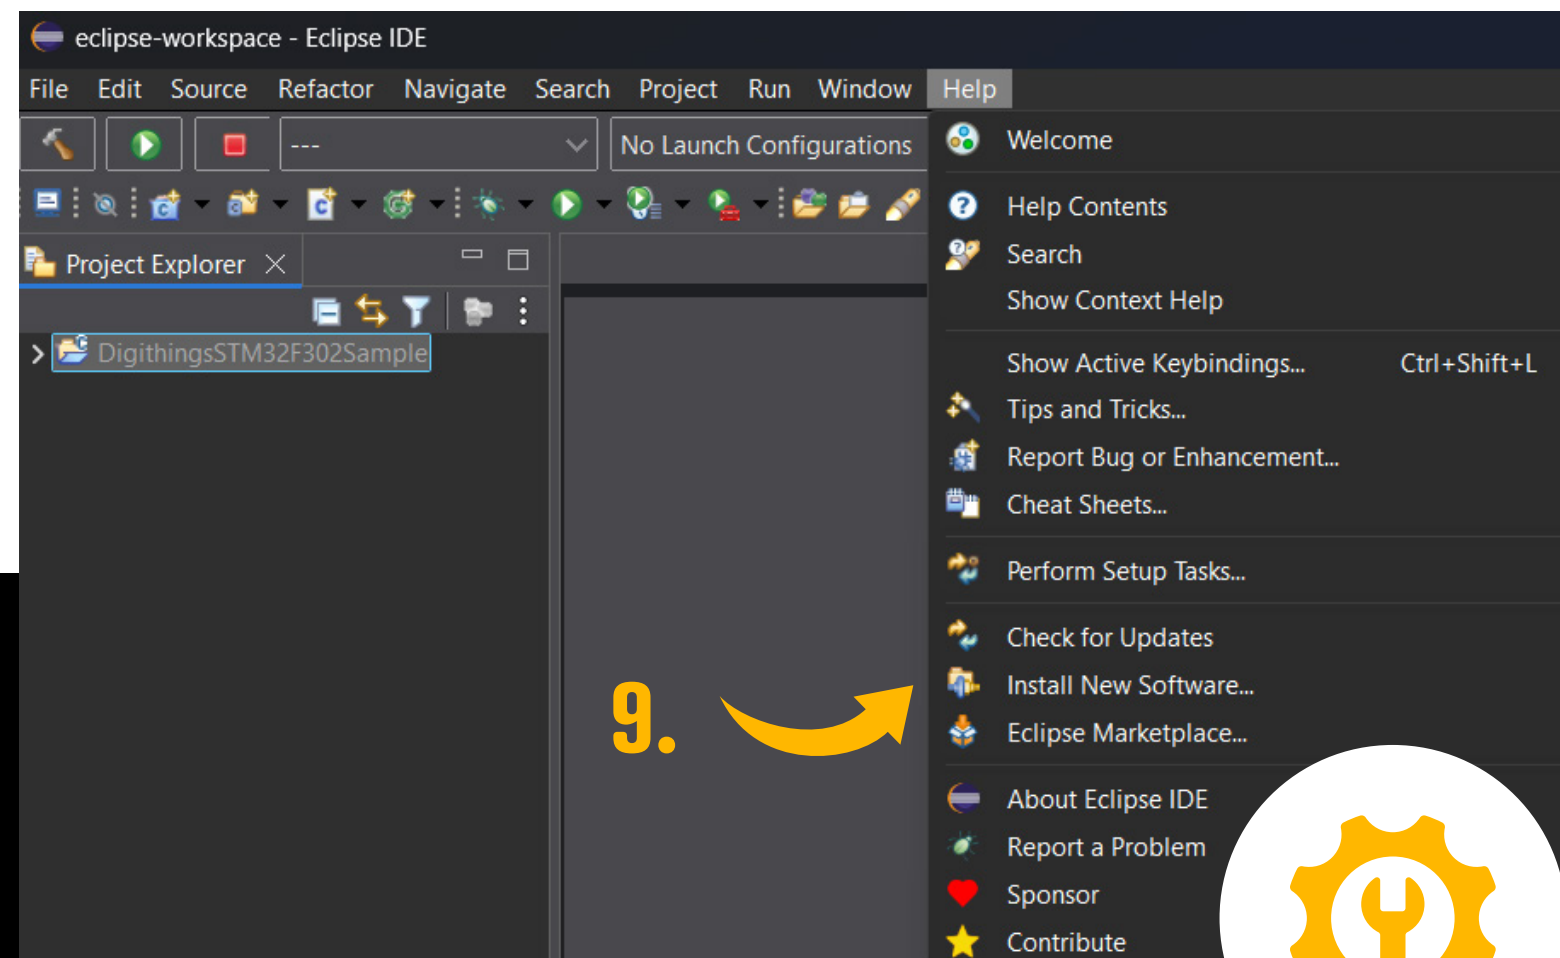 eclipse-workspace - Eclipse IDE
File Edit Source Refactor Navigate Search Project Run Window Help
--- No Launch Configurations
Project Explorer
DigithingsSTM32F302Sample
Welcome
Help Contents
Search
Show Context Help
Show Active Keybindings... Ctrl+Shift+L
Tips and Tricks...
Report Bug or Enhancement...
Cheat Sheets...
Perform Setup Tasks...
Check for Updates
Install New Software...
9.
Eclipse Marketplace...
About Eclipse IDE
Report a Problem
Sponsor
Contribute